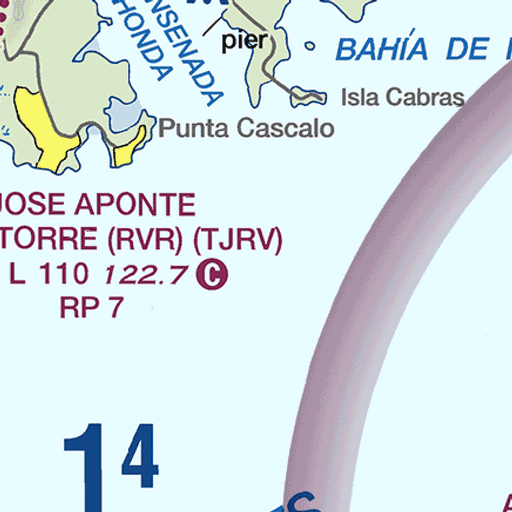 ENSENADA
HONDA
pier
BAHÍA DE
Isla Cabras
Punta Cascalo
JOSE APONTE
TORRE (RVR) (TJRV)
L 110 122.7 C
RP 7
1 4
S